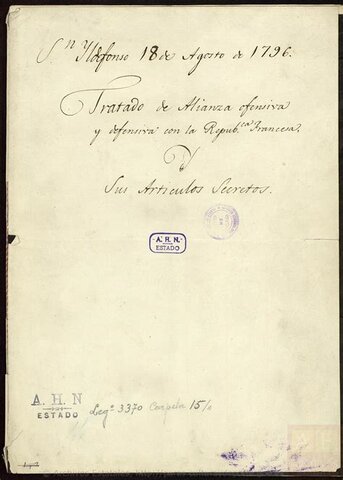 S.n Yldefonso 18 de Agosto de 1796.
Tratado de Alianza ofensiva
y defensiva con la Repub.ca Francesa.
Y
Sus Articulos Secretos.
A. H. N.
ESTADO
A. H. N
ESTADO
Leg.o 3370 Carpeta 15/1